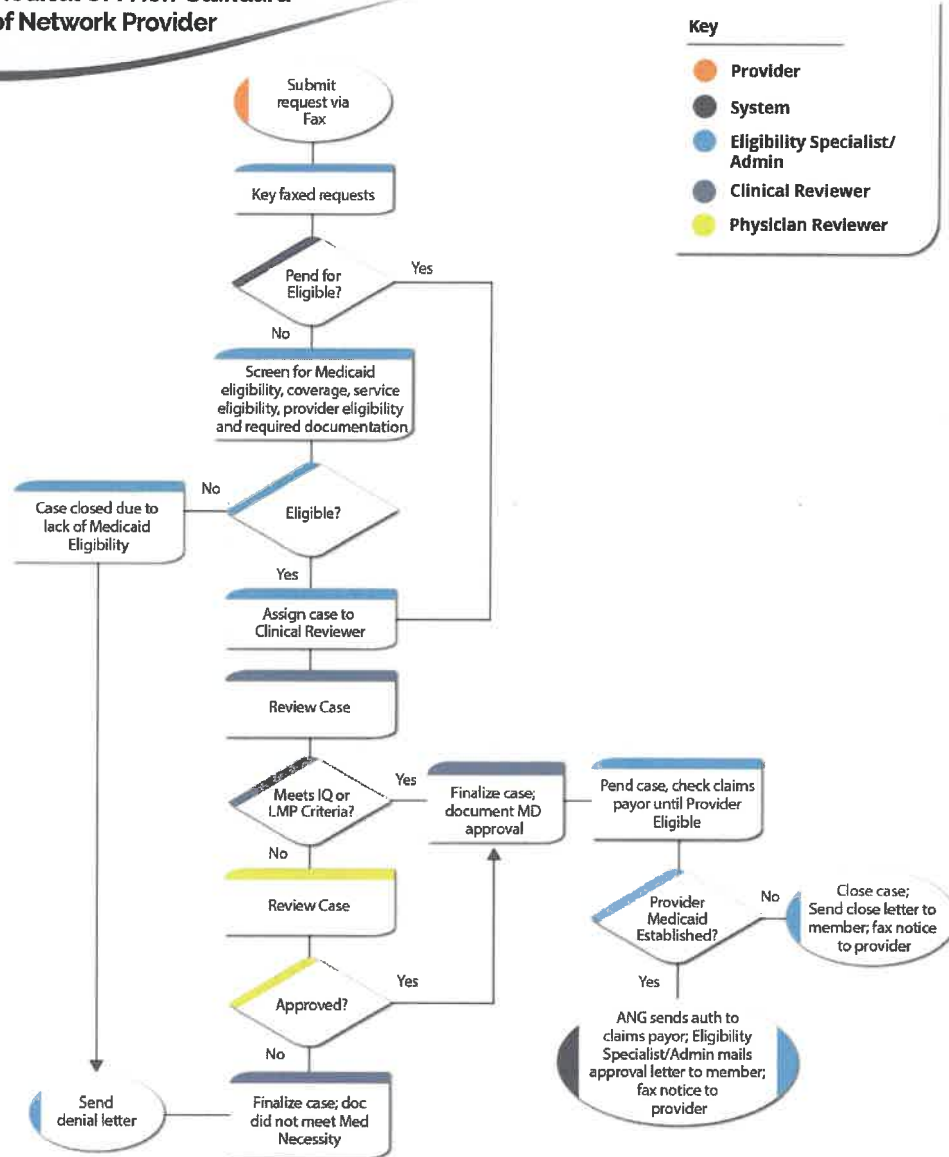 of Network Provider
Key
Provider
System
Eligibility Specialist/
Admin
Clinical Reviewer
Physician Reviewer
Submit
request via
Fax
Key faxed requests
Pend for
Eligible?
Yes
No
Screen for Medicaid
eligibility, coverage, service
eligibility, provider eligibility
and required documentation
Eligible?
No
Case closed due to
lack of Medicaid
Eligibility
Yes
Assign case to
Clinical Reviewer
Review Case
Meets IQ or
LMP Criteria?
Yes
Finalize case;
document MD
approval
Pend case, check claims
payor until Provider
Eligible
No
Review Case
Provider
Medicaid
Established?
No
Close case;
Send close letter to
member; fax notice
to provider
Yes
ANG sends auth to
claims payor; Eligibility
Specialist/Admin mails
approval letter to member;
fax notice to
provider
Approved?
Yes
No
Finalize case; doc
did not meet Med
Necessity
Send
denial letter